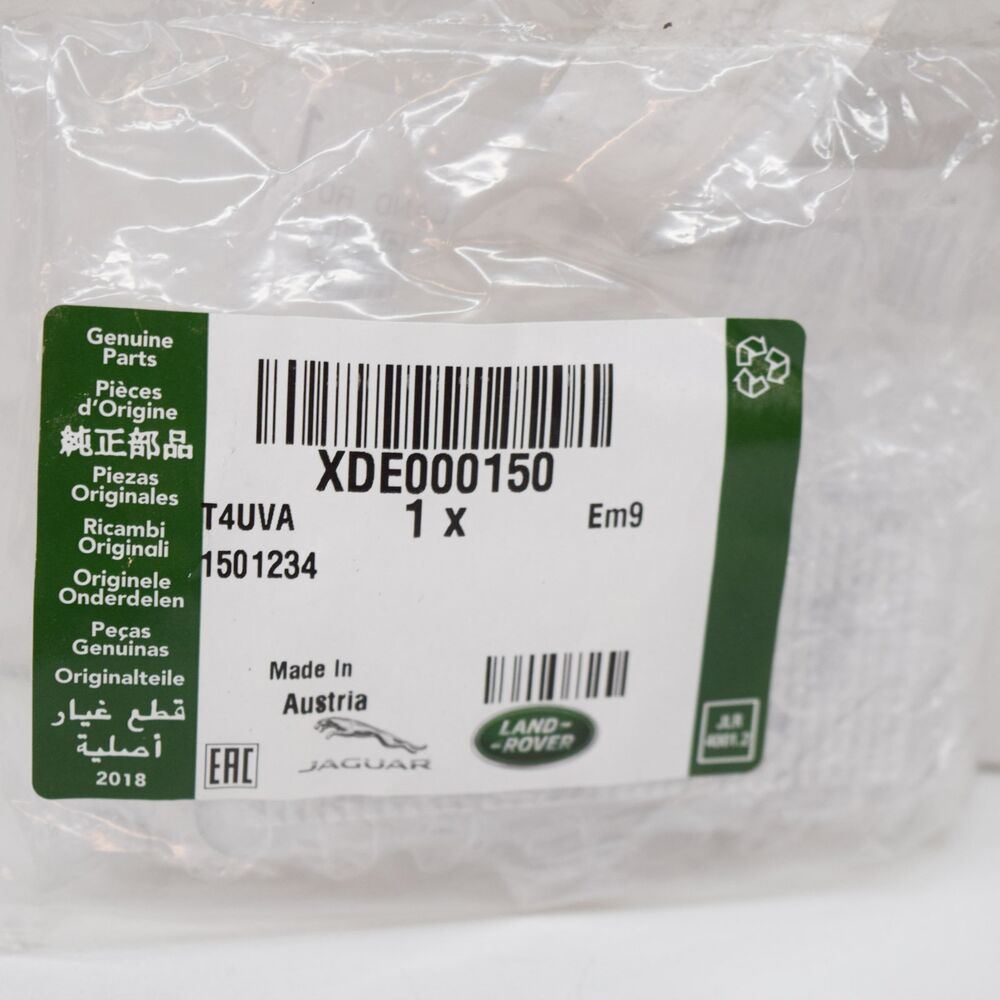 Genuine
Parts
Pièces
d'Origine
純正部品
Piezas
Originales
Ricambi
Originali
Originele
Onderdelen
Peças
Genuinas
Originalteile
قطع غيار
أصلية
2018
XDE000150
T4UVA
1 x
Em9
1501234
Made In
Austria
EAC
JAGUAR
LAND-
-ROVER
JLR
4001.2